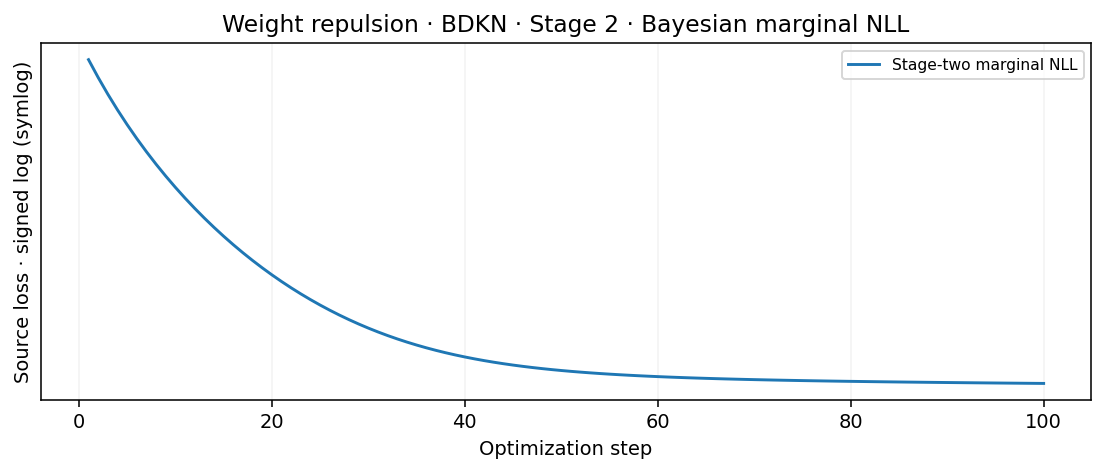 Weight repulsion · BDKN · Stage 2 · Bayesian marginal NLL
Stage-two marginal NLL
Source loss · signed log (symlog)
0 20 40 60 80 100
Optimization step